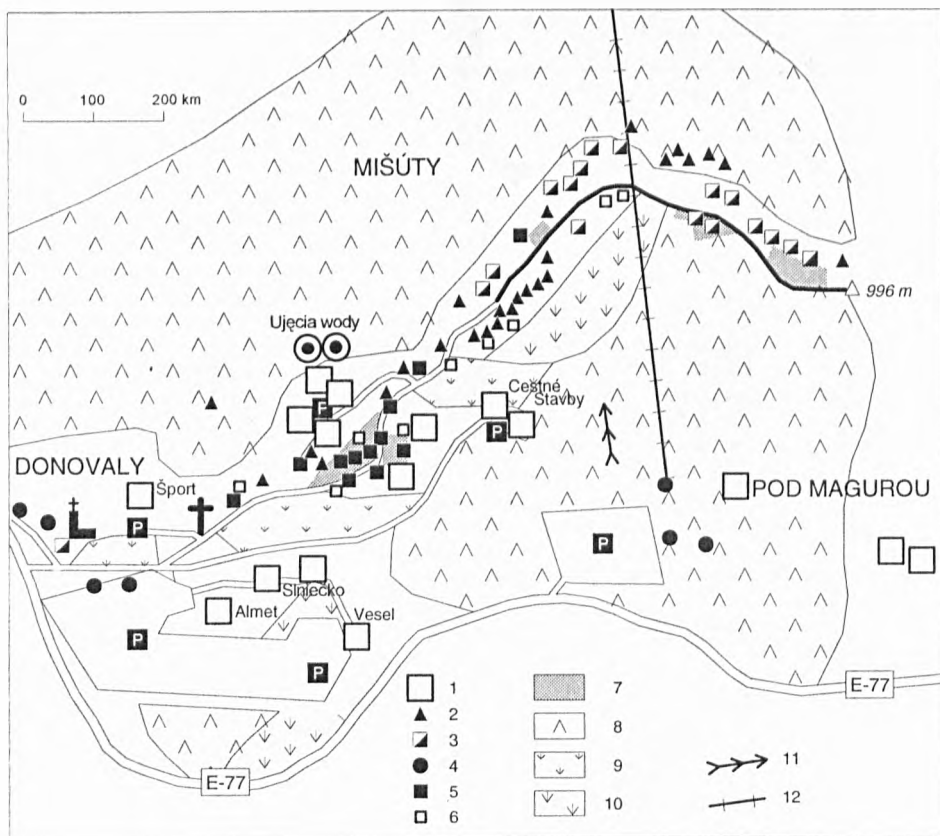 0 100 200 km
MIŠÚTY
996 m
Ujęcia wody
P
Cestné
Stavby
P
DONOVALY
Šport
P
POD MAGUROU
P
Slniečko
Almet
Vesel
P
P
E-77
E-77
1
2
3
4
5
6
7
8
9
10
11
12